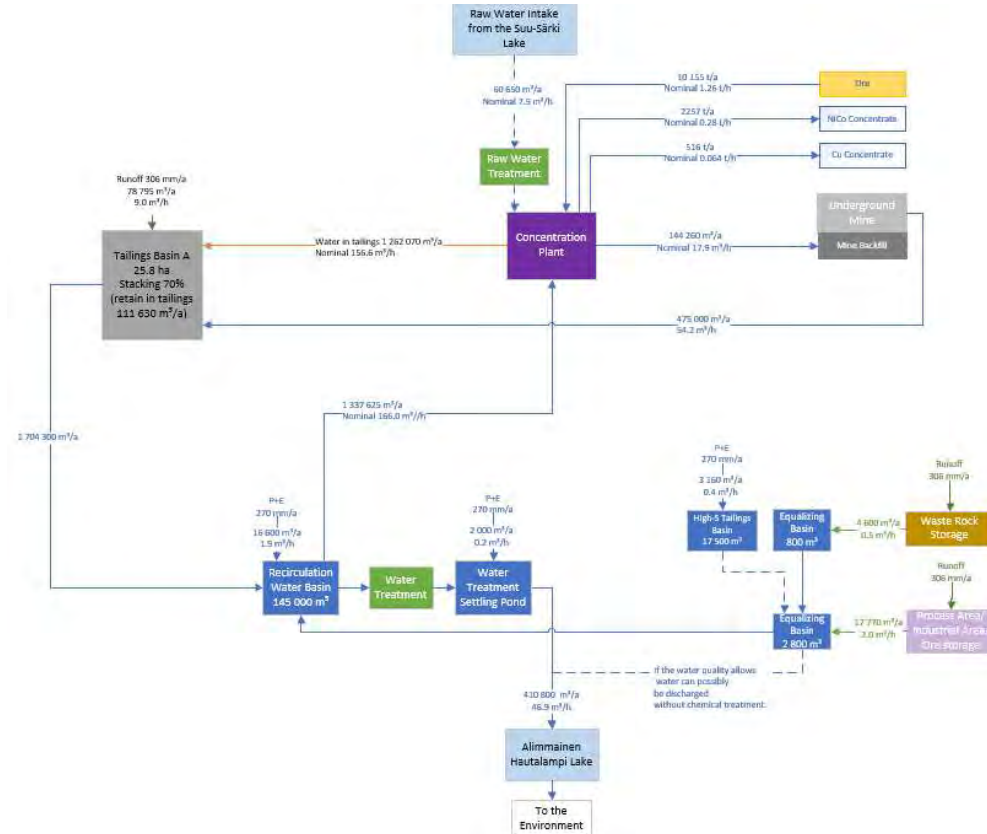 Raw Water Intake
from the Suu-Särki
Lake
60 650 m³/a
Nominal 7.5 m³/h
Raw Water
Treatment
10 155 t/a
Nominal 1.26 t/h
Ore
2257 t/a
Nominal 0.28 t/h
NiCo Concentrate
516 t/a
Nominal 0.064 t/h
Cu Concentrate
Runoff 306 mm/a
78 795 m³/a
9.0 m³/h
Tailings Basin A
25.8 ha
Stacking 70%
(retain in tailings
111 630 m³/a)
Water in tailings 1 262 070 m³/a
Nominal 156.6 m³/h
Concentration
Plant
144 260 m³/a
Nominal 17.9 m³/h
Underground
Mine
Mine Backfill
475 000 m³/a
54.2 m³/h
1 337 625 m³/a
Nominal 166.0 m³//h
1 704 300 m³/a
P+E
270 mm/a
16 600 m³/a
1.9 m³/h
Recirculation
Water Basin
145 000 m³
Water
Treatment
P+E
270 mm/a
2 000 m³/a
0.2 m³/h
Water
Treatment
Settling Pond
P+E
270 mm/a
3 160 m³/a
0.4 m³/h
High-S Tailings
Basin
17 500 m³
Equalizing
Basin
800 m³
4 600 m³/a
0.5 m³/h
Runoff
306 mm/a
Waste Rock
Storage
Equalizing
Basin
2 800 m³
17 770 m³/a
2.0 m³/h
Runoff
306 mm/a
Process Area/
Industrial Area/
Ore storage
If the water quality allows
water can possibly
be discharged
without chemical treatment.
410 800 m³/a
46.9 m³/h
Alimmainen
Hautalampi Lake
To the
Environment